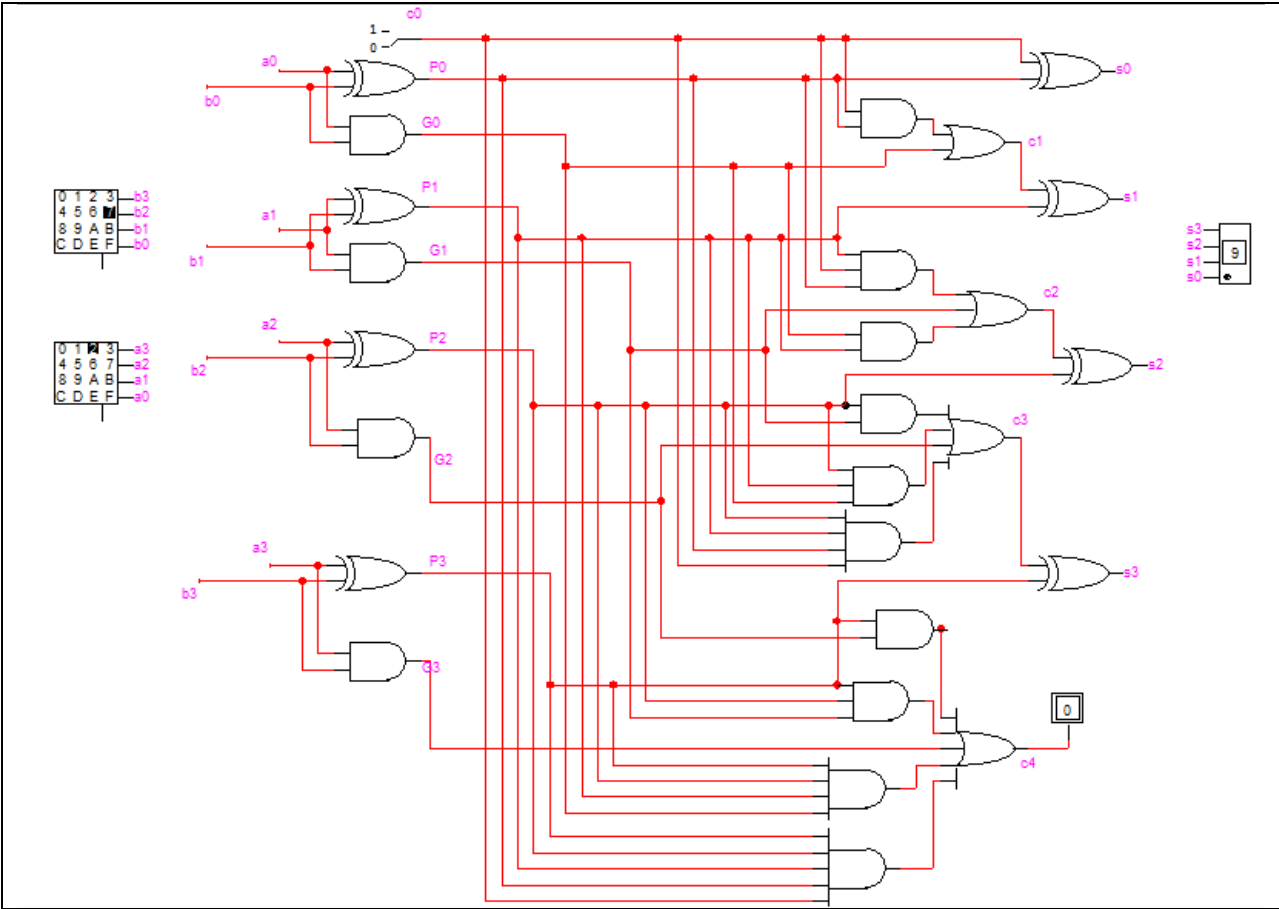 c0
1
0
a0
P0
s0
b0
G0
c1
P1
0 1 2 3 b3
4 5 6 7 b2
8 9 A B b1
C D E F b0
a1
s1
s3
s2
s1
s0
9
b1
G1
c2
a2
P2
0 1 2 3 a3
4 5 6 7 a2
8 9 A B a1
C D E F a0
b2
s2
c3
G2
a3
P3
s3
b3
G3
0
c4